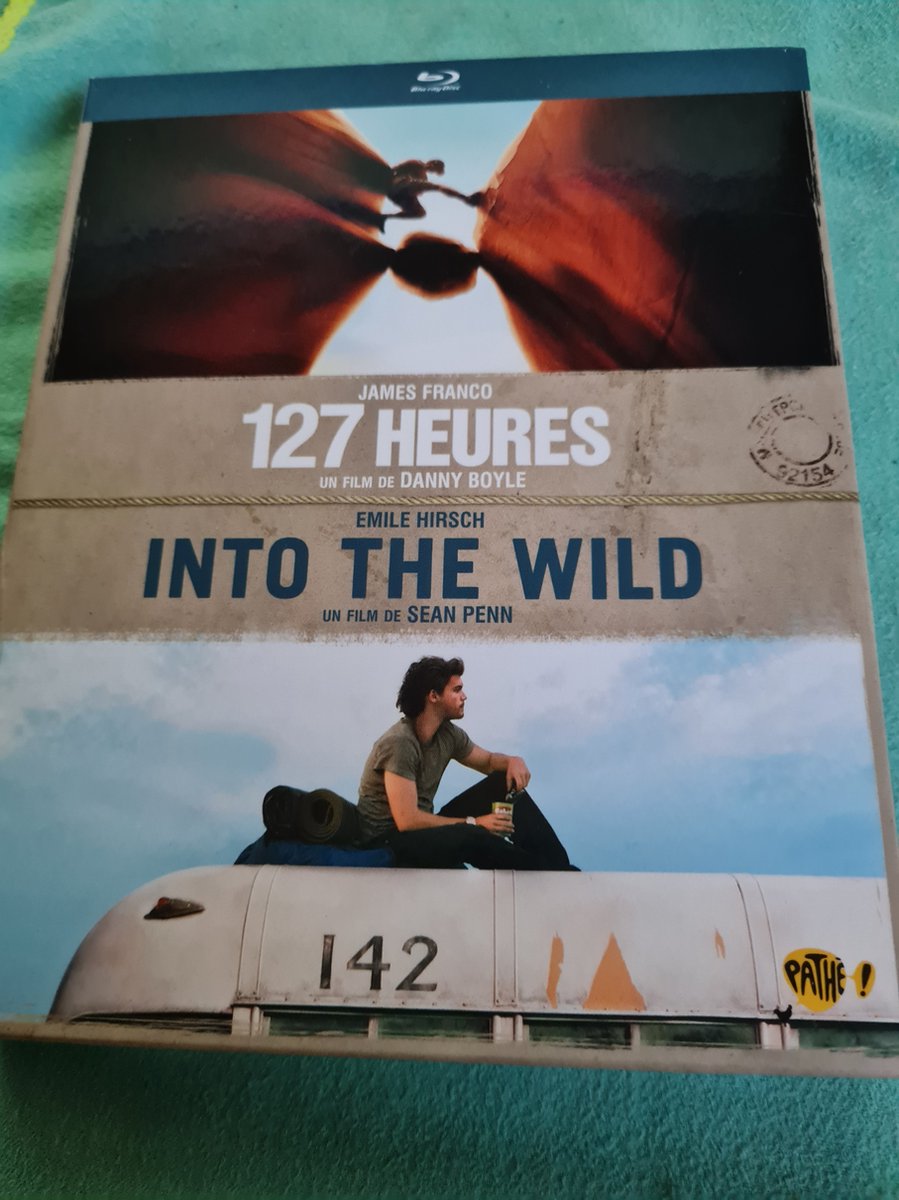 Blu-ray Disc
JAMES FRANCO
127 HEURES
UN FILM DE DANNY BOYLE
92154
EMILE HIRSCH
INTO THE WILD
UN FILM DE SEAN PENN
142
PATHÉ!